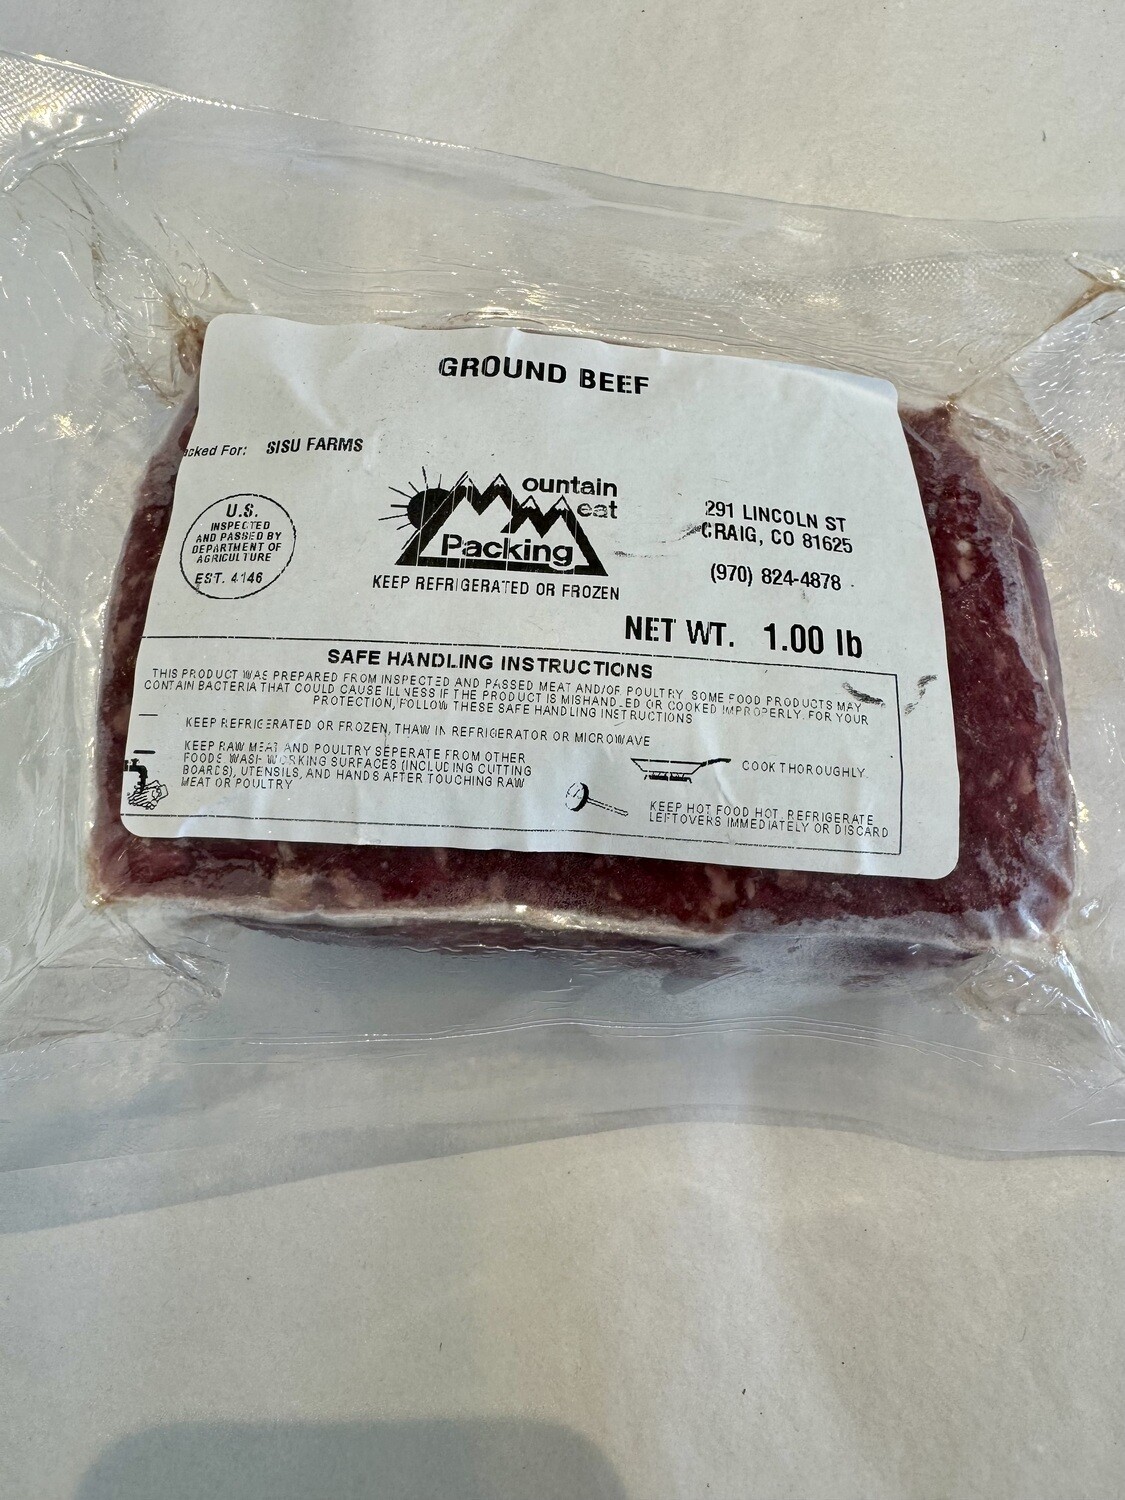 GROUND BEEF
acked For: SISU FARMS
U.S.
INSPECTED
AND PASSED BY
DEPARTMENT OF
AGRICULTURE
EST. 4146
ountain
eat
Packing
KEEP REFRIGERATED OR FROZEN
291 LINCOLN ST
CRAIG, CO 81625
(970) 824-4878
NET WT. 1.00 lb
SAFE HANDLING INSTRUCTIONS
THIS PRODUCT WAS PREPARED FROM INSPECTED AND PASSED MEAT AND/OR POULTRY. SOME FOOD PRODUCTS MAY
CONTAIN BACTERIA THAT COULD CAUSE ILLNESS IF THE PRODUCT IS MISHANDLED OR COOKED IMPROPERLY. FOR YOUR
PROTECTION, FOLLOW THESE SAFE HANDLING INSTRUCTIONS
KEEP REFRIGERATED OR FROZEN, THAW IN REFRIGERATOR OR MICROWAVE
KEEP RAW MEAT AND POULTRY SEPERATE FROM OTHER
FOODS WASH WORKING SURFACES (INCLUDING CUTTING
BOARDS), UTENSILS, AND HANDS AFTER TOUCHING RAW
MEAT OR POULTRY
COOK THOROUGHLY.
KEEP HOT FOOD HOT. REFRIGERATE
LEFTOVERS IMMEDIATELY OR DISCARD